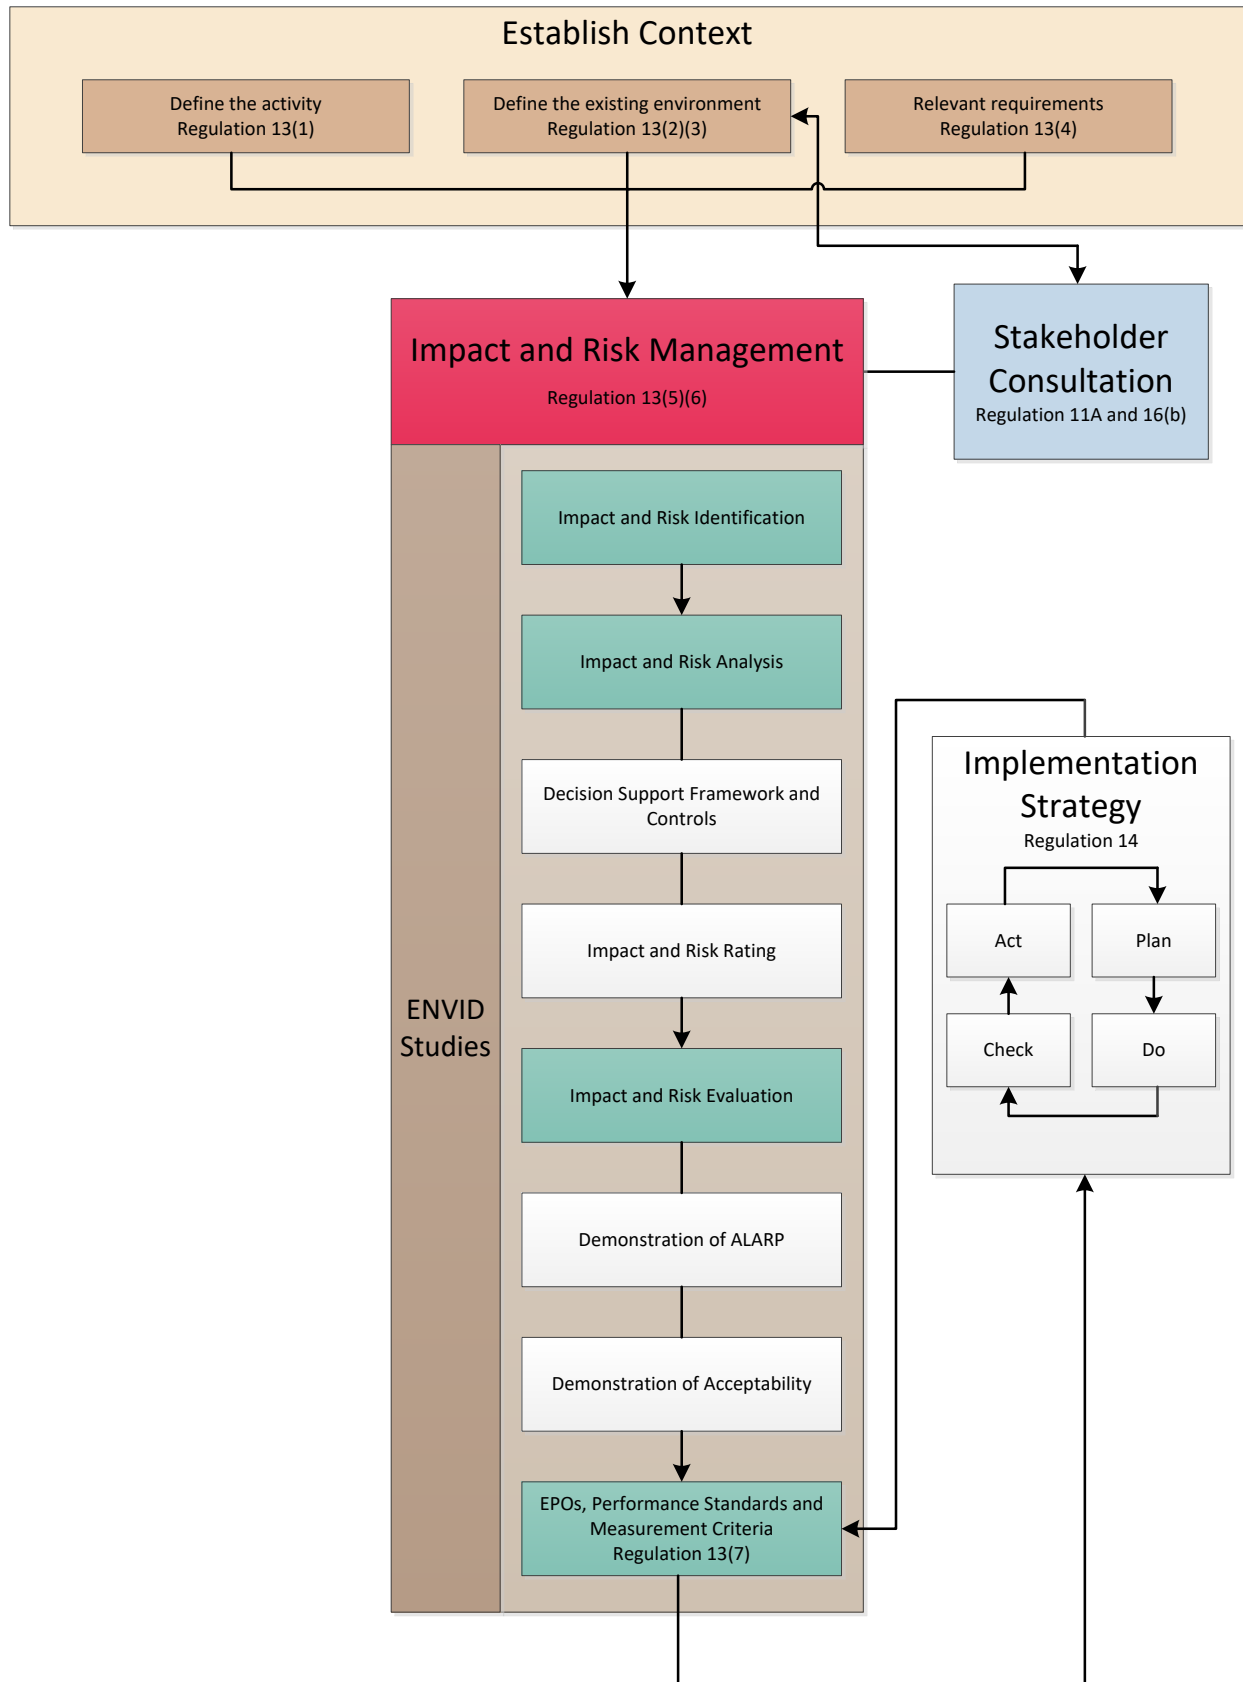 Establish Context
Define the activity
Regulation 13(1)
Define the existing environment
Regulation 13(2)(3)
Relevant requirements
Regulation 13(4)
Impact and Risk Management
Regulation 13(5)(6)
Stakeholder
Consultation
Regulation 11A and 16(b)
ENVID
Studies
Impact and Risk Identification
Impact and Risk Analysis
Decision Support Framework and
Controls
Impact and Risk Rating
Impact and Risk Evaluation
Demonstration of ALARP
Demonstration of Acceptability
EPOs, Performance Standards and
Measurement Criteria
Regulation 13(7)
Implementation
Strategy
Regulation 14
Act
Plan
Check
Do